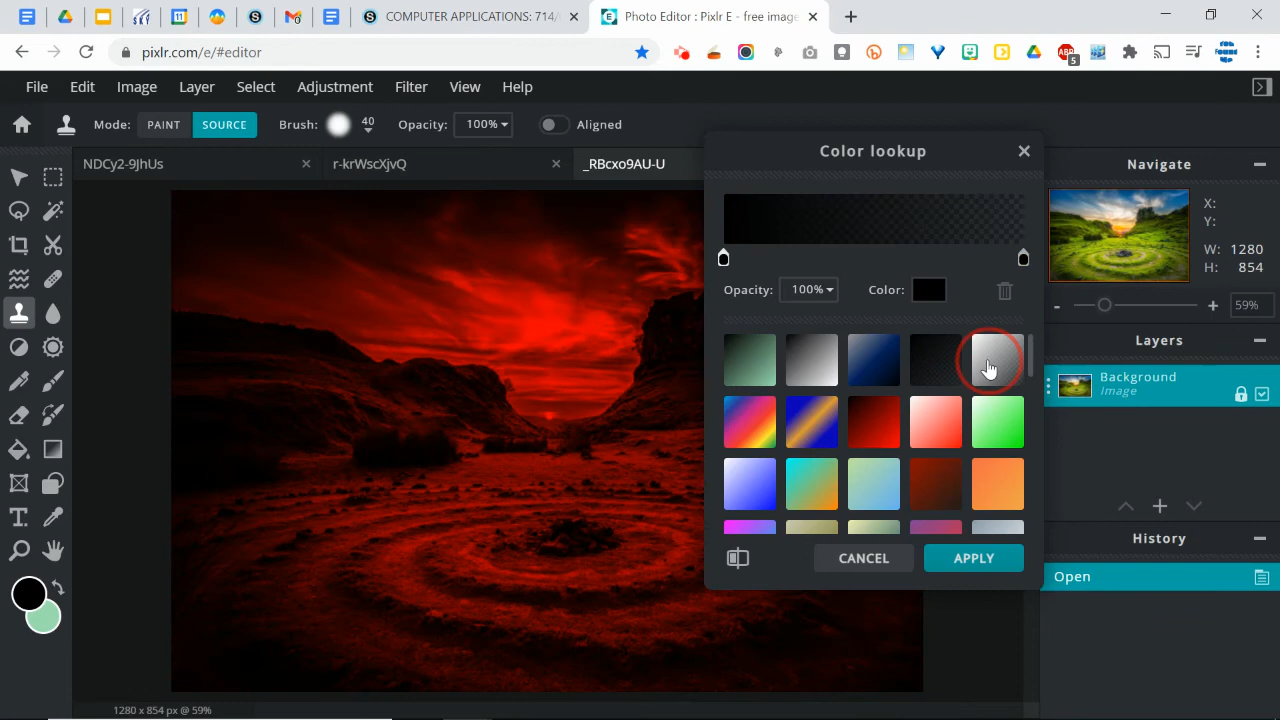 COMPUTER APPLICATIONS: 714/
Photo Editor : Pixlr E - free image
pixlr.com/e/#editor
5
File Edit Image Layer Select Adjustment Filter View Help
Mode: PAINT SOURCE Brush: 40 Opacity: 100% Aligned
NDCy2-9JhUs
r-krWscXjvQ
_RBcxo9AU-U
Color lookup
Opacity: 100% Color:
CANCEL APPLY
Navigate
X:
Y:
W: 1280
H: 854
- + 59%
Layers
Background
Image
History
Open
1280 x 854 px @ 59%